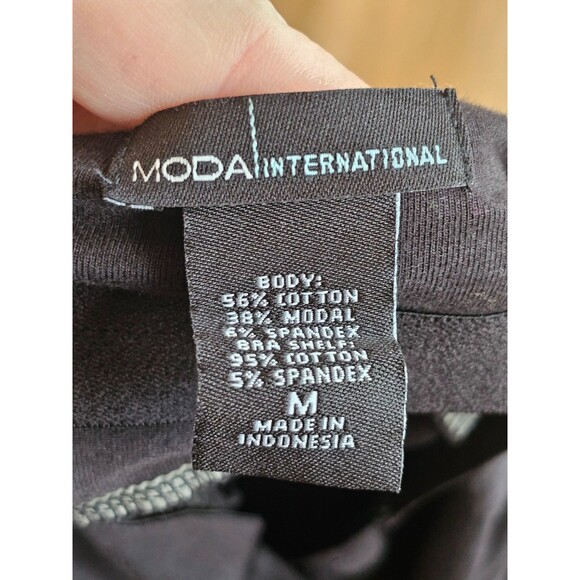 MODA INTERNATIONAL
BODY:
56% COTTON
38% MODAL
6% SPANDEX
BRA SHELF:
95% COTTON
5% SPANDEX
M
MADE IN
INDONESIA